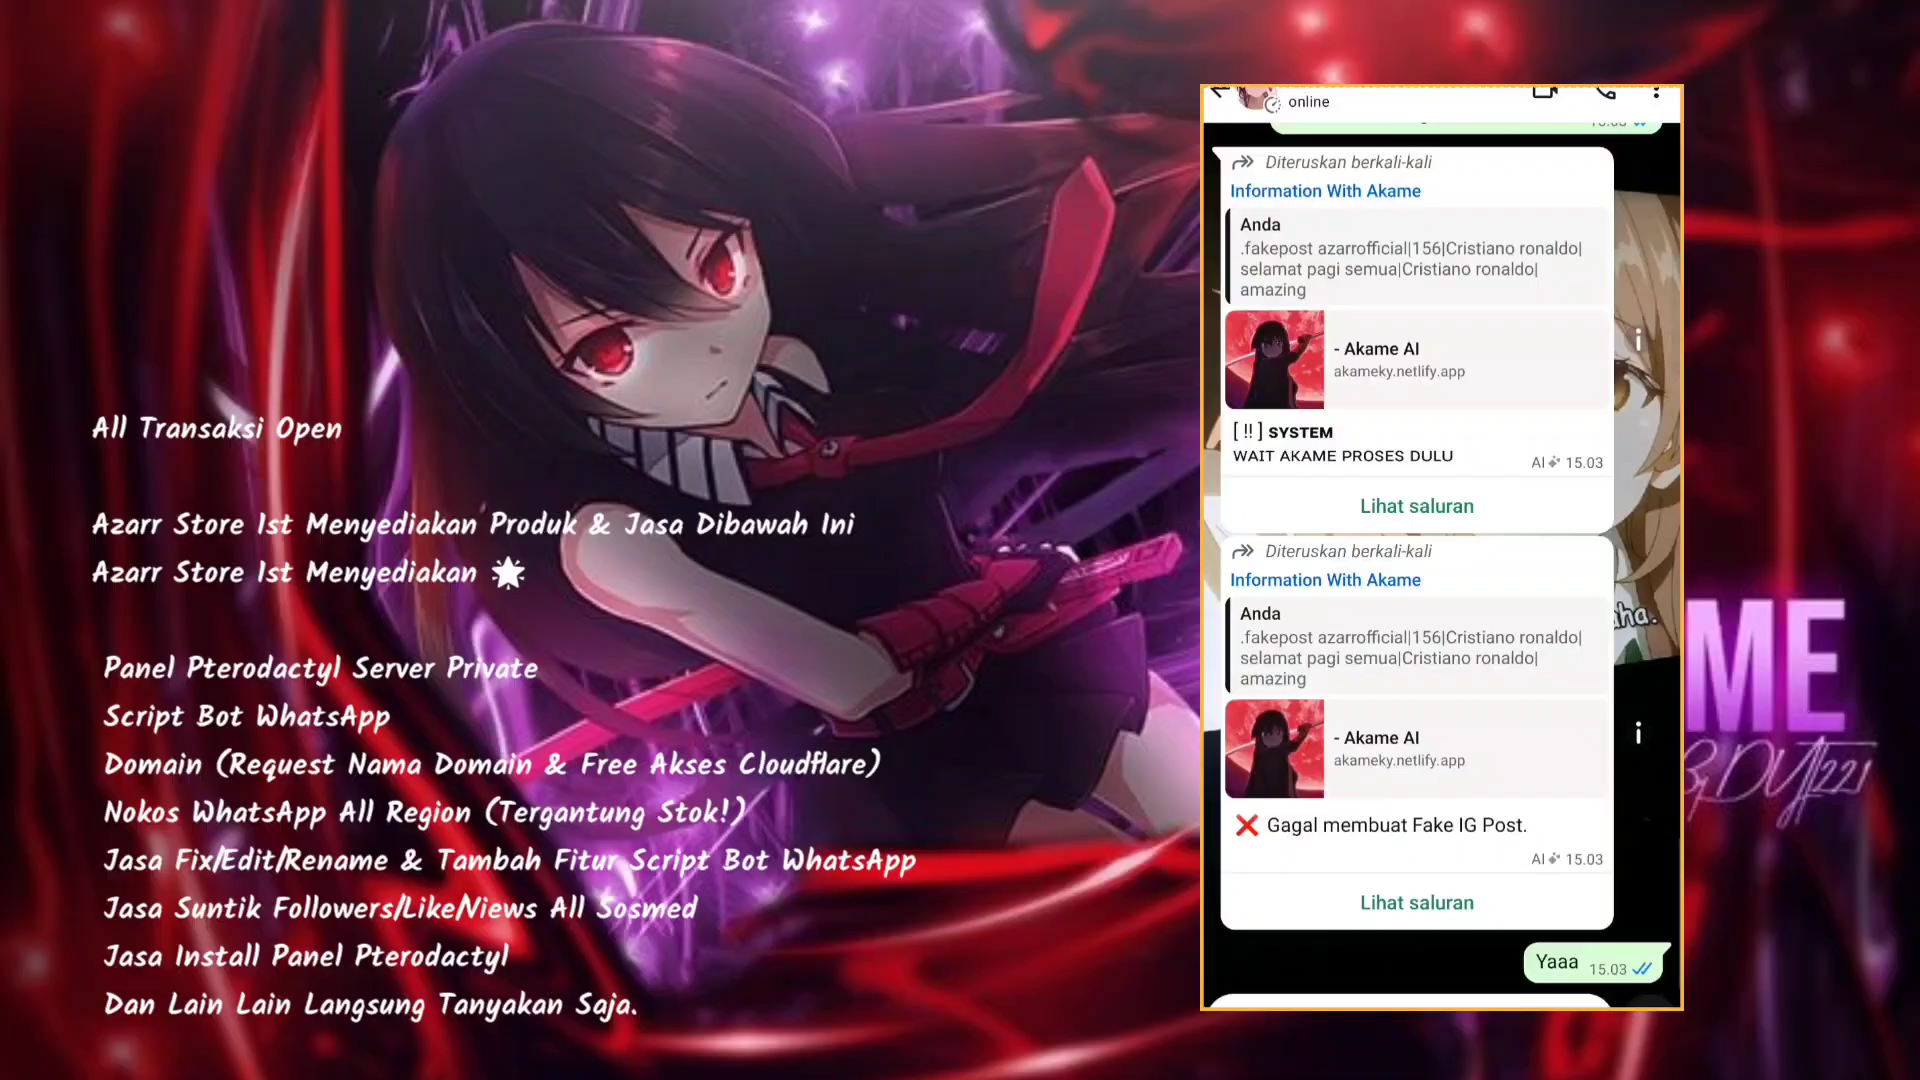 All Transaksi Open
Azarr Store 1st Menyediakan Produk & Jasa Dibawah Ini
Azarr Store 1st Menyediakan 🌟
Panel Pterodactyl Server Private
Script Bot WhatsApp
Domain (Request Nama Domain & Free Akses Cloudflare)
Nokos WhatsApp All Region (Tergantung Stok!)
Jasa Fix/Edit/Rename & Tambah Fitur Script Bot WhatsApp
Jasa Suntik Followers/Like/Views All Sosmed
Jasa Install Panel Pterodactyl
Dan Lain Lain Langsung Tanyakan Saja.
online
Diteruskan berkali-kali
Information With Akame
Anda
.fakepost azarrofficial|156|Cristiano ronaldo|
selamat pagi semua|Cristiano ronaldo|
amazing
- Akame AI
akameky.netlify.app
[ !! ] SYSTEM
WAIT AKAME PROSES DULU
AI 15.03
Lihat saluran
Diteruskan berkali-kali
Information With Akame
Anda
.fakepost azarrofficial|156|Cristiano ronaldo|
selamat pagi semua|Cristiano ronaldo|
amazing
- Akame AI
akameky.netlify.app
❌ Gagal membuat Fake IG Post.
AI 15.03
Lihat saluran
Yaaa 15.03
ha.
ME